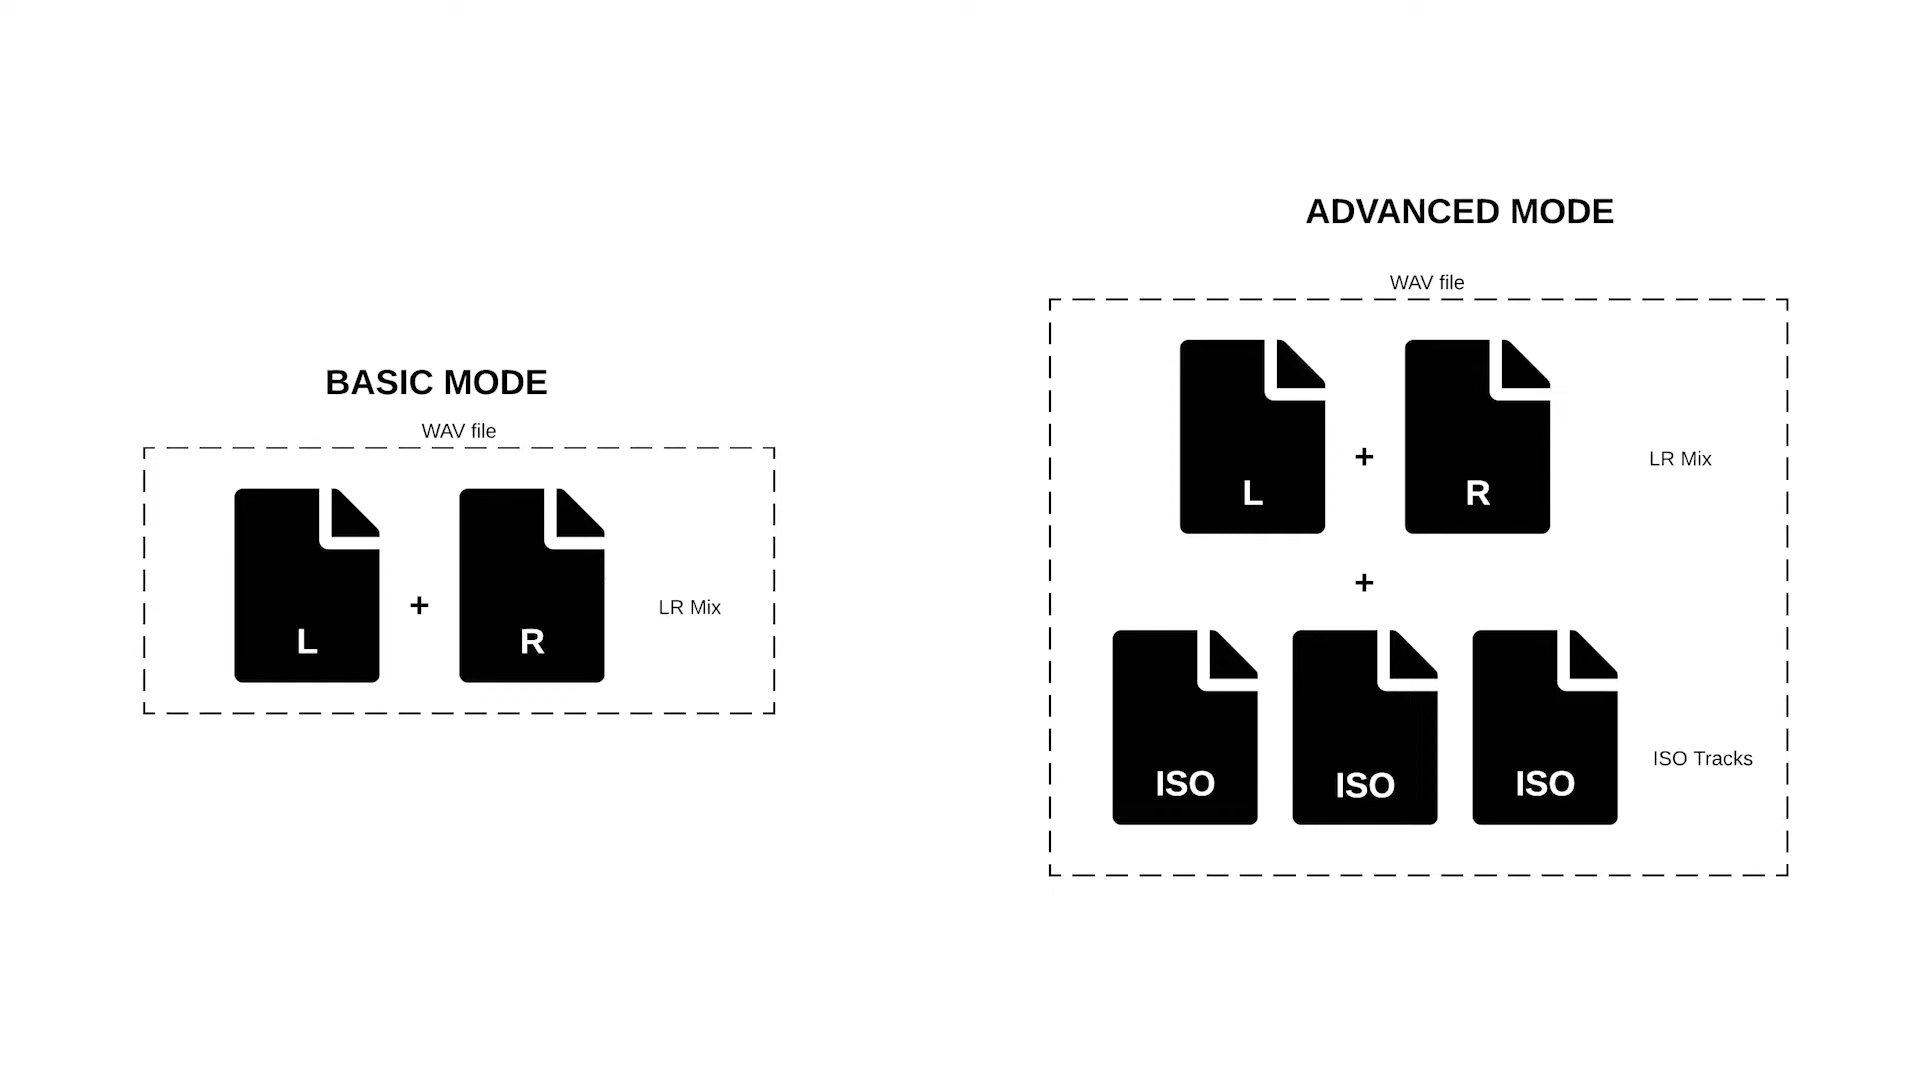 BASIC MODE
WAV file
L + R LR Mix
ADVANCED MODE
WAV file
L + R LR Mix
+
ISO ISO ISO ISO Tracks